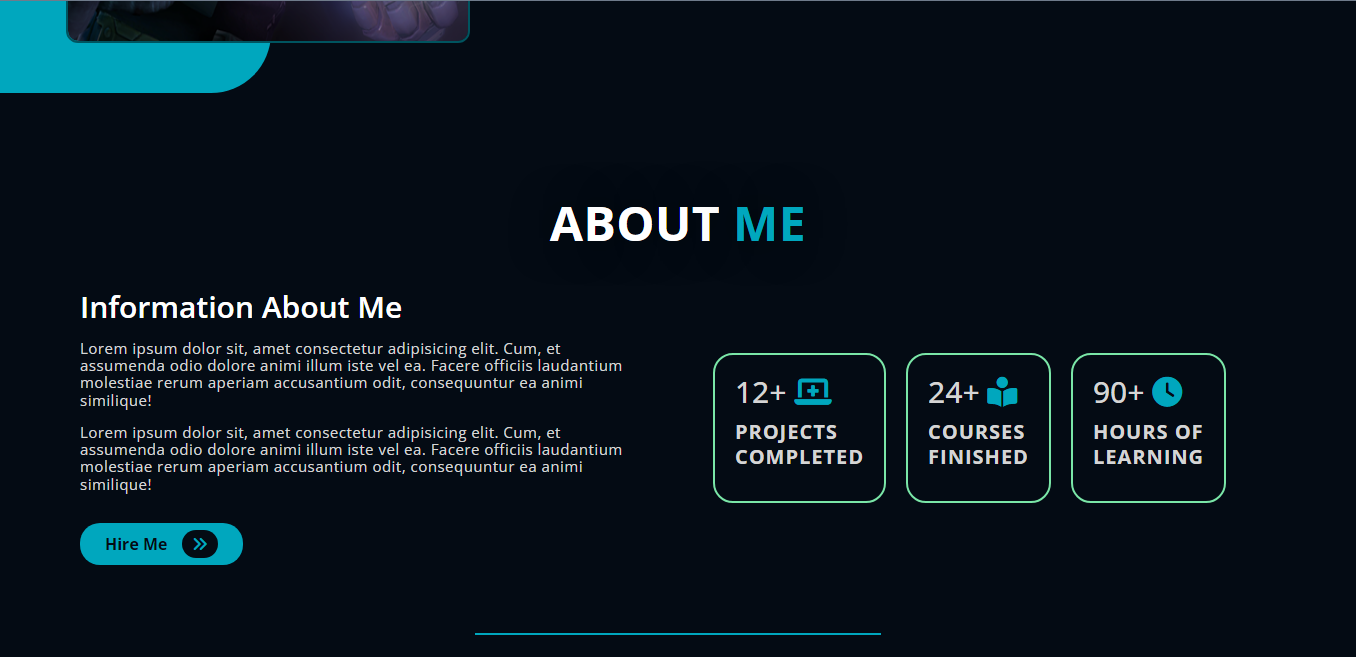 ABOUT ME
Information About Me
Lorem ipsum dolor sit, amet consectetur adipisicing elit. Cum, et
assumenda odio dolore animi illum iste vel ea. Facere officiis laudantium
molestiae rerum aperiam accusantium odit, consequuntur ea animi
similique!
Lorem ipsum dolor sit, amet consectetur adipisicing elit. Cum, et
assumenda odio dolore animi illum iste vel ea. Facere officiis laudantium
molestiae rerum aperiam accusantium odit, consequuntur ea animi
similique!
Hire Me
12+
PROJECTS
COMPLETED
24+
COURSES
FINISHED
90+
HOURS OF
LEARNING